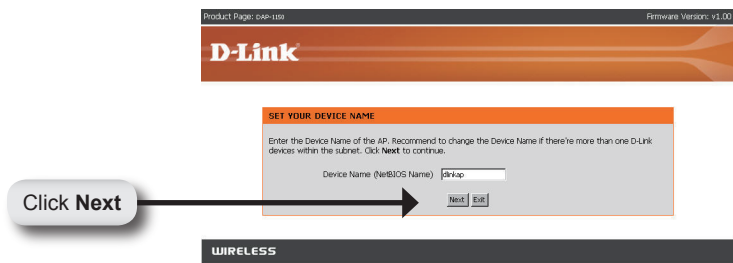 Product Page: DAP-1150 Firmware Version: v1.00
D-Link
SET YOUR DEVICE NAME
Enter the Device Name of the AP. Recommend to change the Device Name if there're more than one D-Link
devices within the subnet. Click Next to continue.
Device Name (NetBIOS Name) dlinkap
Click Next
Next Exit
WIRELESS